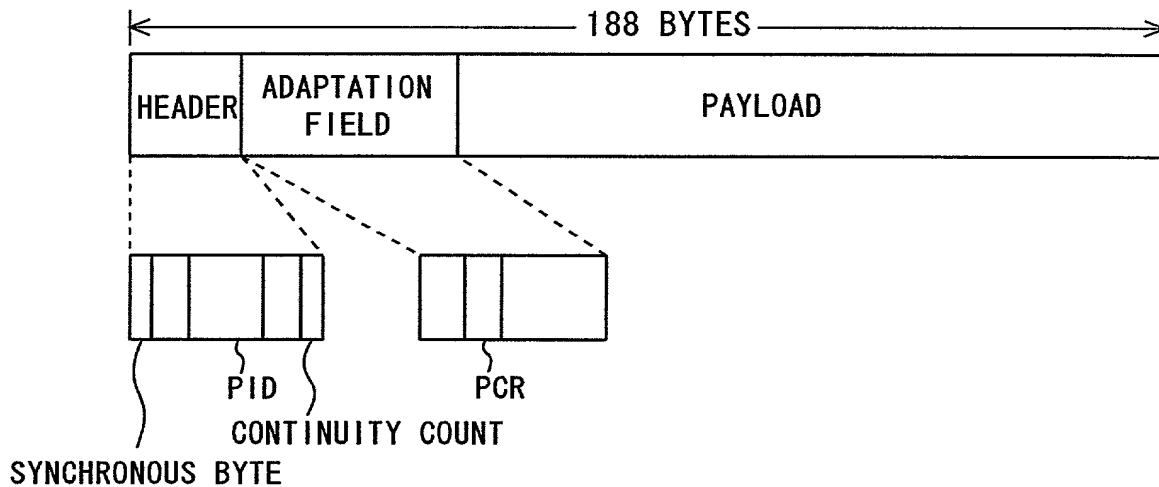 188 BYTES
HEADER
ADAPTATION
FIELD
PAYLOAD
PID
PCR
CONTINUITY COUNT
SYNCHRONOUS BYTE